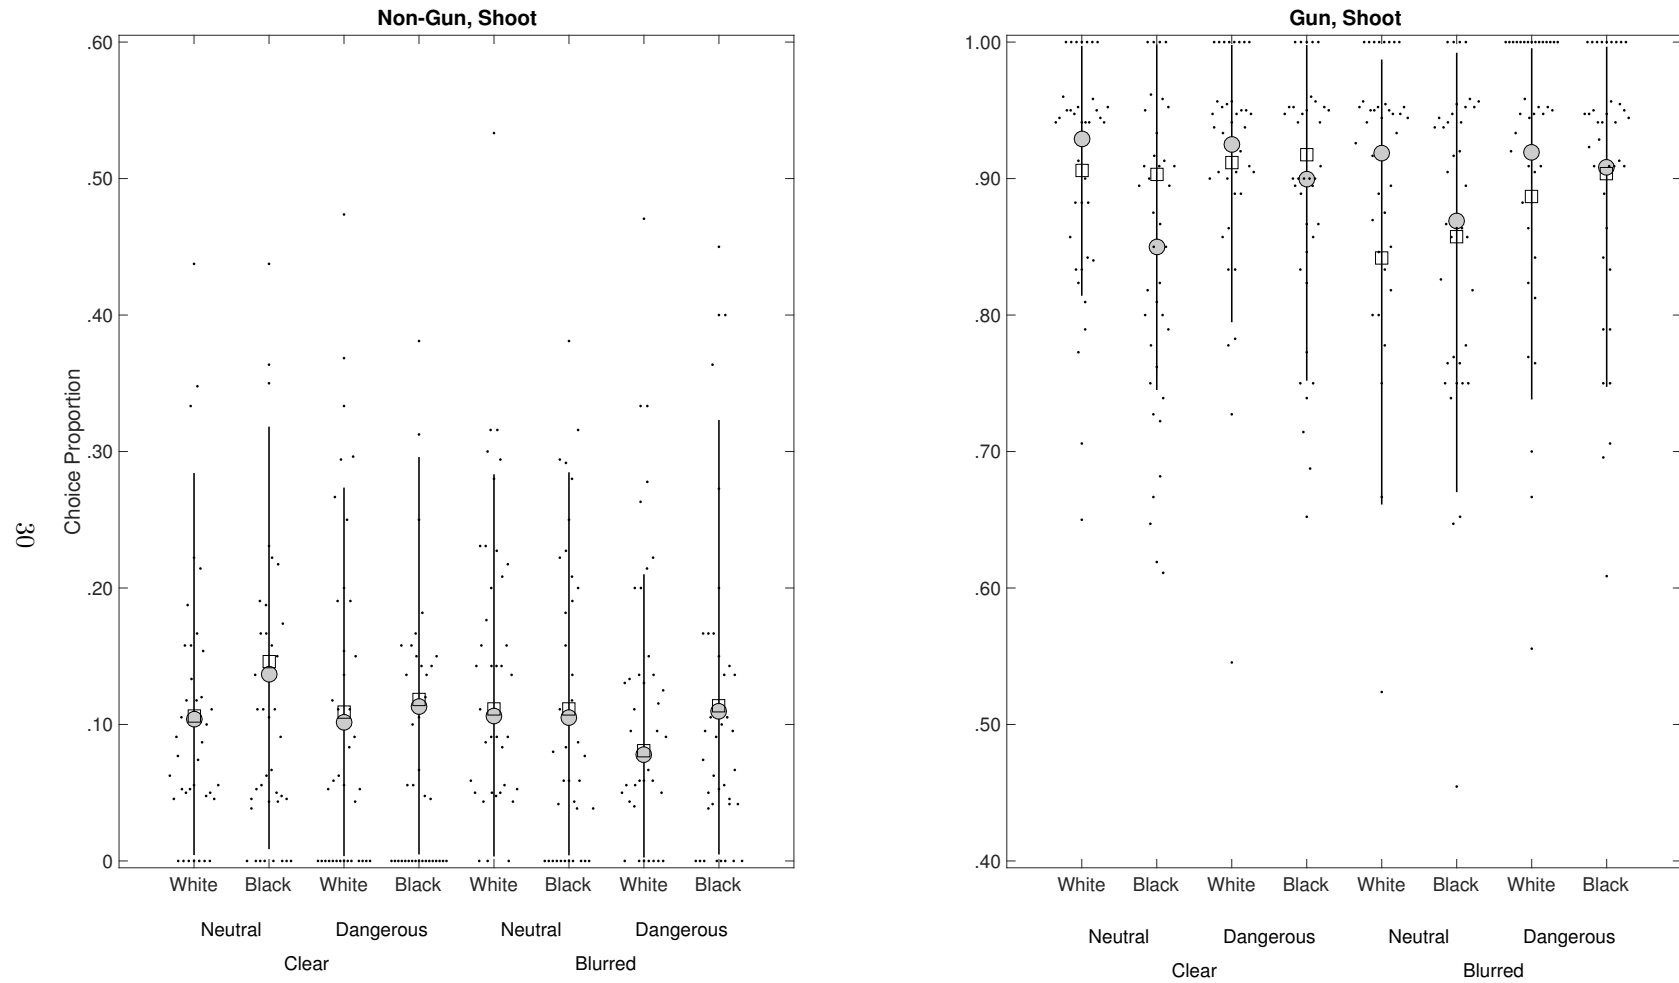 Non-Gun, Shoot
Gun, Shoot
Choice Proportion
.60
.50
.40
.30
.20
.10
0
1.00
.90
.80
.70
.60
.50
.40
White Black White Black White Black White Black
Neutral Dangerous Neutral Dangerous
Clear Blurred
White Black White Black White Black White Black
Neutral Dangerous Neutral Dangerous
Clear Blurred
30